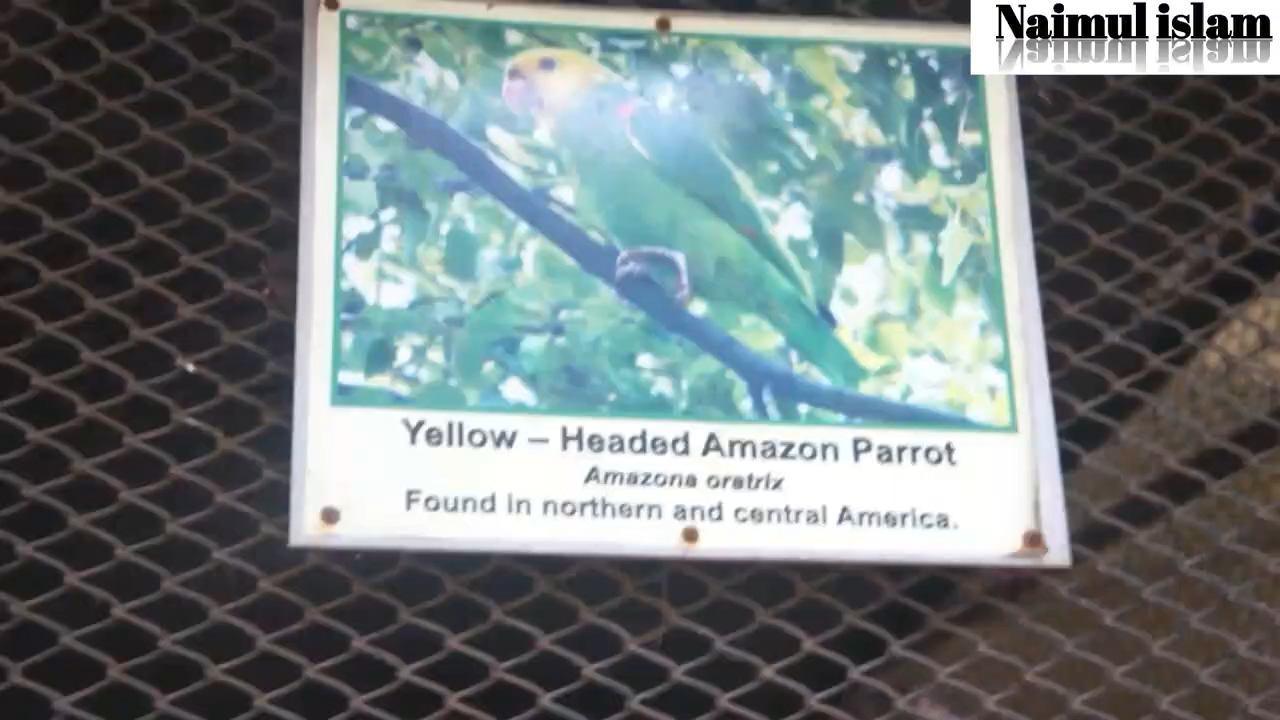 Naimul islam
Yellow – Headed Amazon Parrot
Amazona oratrix
Found in northern and central America.